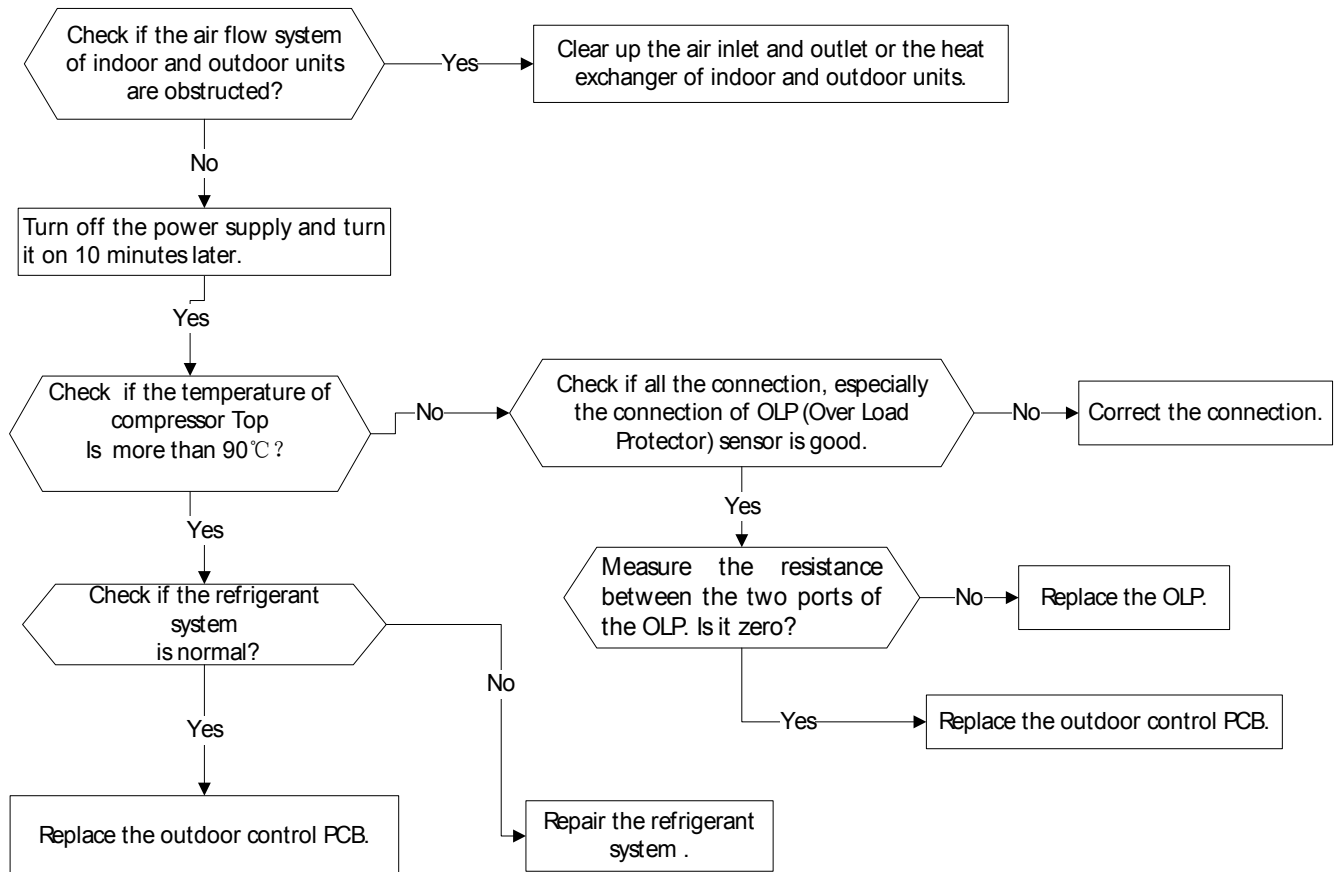 Check if the air flow system
of indoor and outdoor units
are obstructed?
Yes
Clear up the air inlet and outlet or the heat
exchanger of indoor and outdoor units.
No
Turn off the power supply and turn
it on 10 minutes later.
Yes
Check if the temperature of
compressor Top
Is more than 90℃?
No
Check if all the connection, especially
the connection of OLP (Over Load
Protector) sensor is good.
No
Correct the connection.
Yes
Yes
Measure the resistance
between the two ports of
the OLP. Is it zero?
No
Replace the OLP.
Check if the refrigerant
system
is normal?
No
Yes
Yes
Replace the outdoor control PCB.
Replace the outdoor control PCB.
Repair the refrigerant
system .